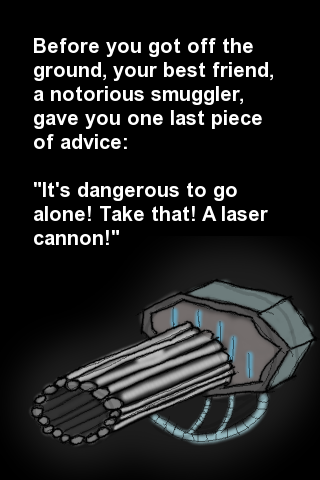 Before you got off the
ground, your best friend,
a notorious smuggler,
gave you one last piece
of advice:
"It's dangerous to go
alone! Take that! A laser
cannon!"